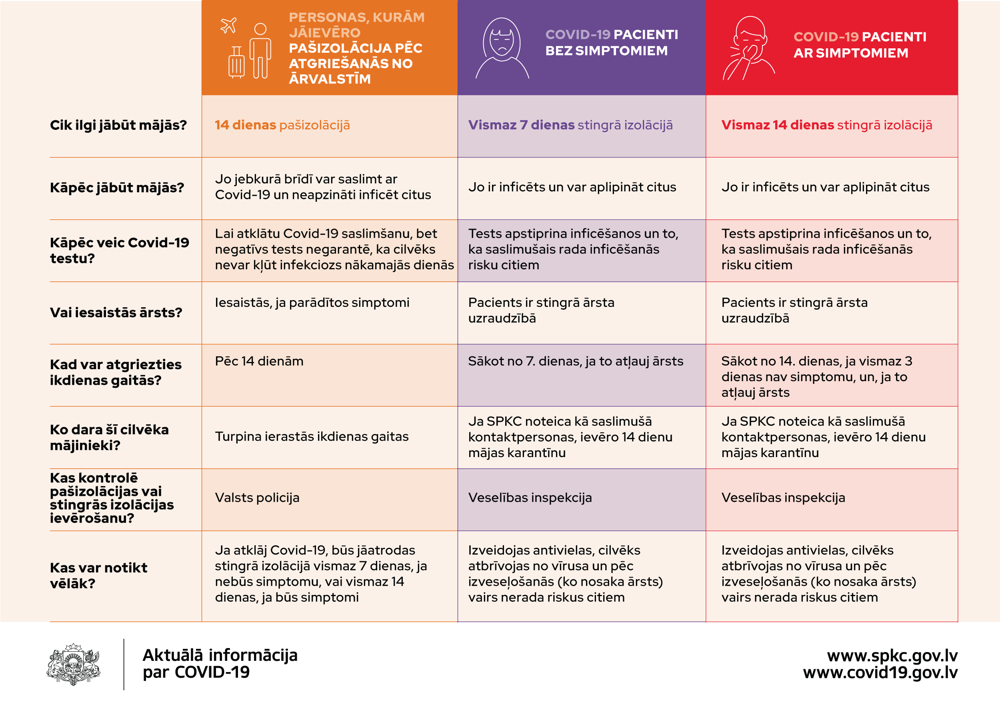 PERSONAS, KURĀM
JĀIEVĒRO
PAŠIZOLĀCIJA PĒC
ATGRIEŠANĀS NO
ĀRVALSTĪM
COVID-19 PACIENTI
BEZ SIMPTOMIEM
COVID-19 PACIENTI
AR SIMPTOMIEM
Cik ilgi jābūt mājās?
14 dienas pašizolācijā
Vismaz 7 dienas stingrā izolācijā
Vismaz 14 dienas stingrā izolācijā
Kāpēc jābūt mājās?
Jo jebkurā brīdī var saslimt ar
Covid-19 un neapzināti inficēt citus
Jo ir inficēts un var aplipināt citus
Jo ir inficēts un var aplipināt citus
Kāpēc veic Covid-19
testu?
Lai atklātu Covid-19 saslimšanu, bet
negatīvs tests negarantē, ka cilvēks
nevar kļūt infekciozs nākamajās dienās
Tests apstiprina inficēšanos un to,
ka saslimušais rada inficēšanās
risku citiem
Tests apstiprina inficēšanos un to,
ka saslimušais rada inficēšanās
risku citiem
Vai iesaistās ārsts?
Iesaistās, ja parādītos simptomi
Pacients ir stingrā ārsta
uzraudzībā
Pacients ir stingrā ārsta
uzraudzībā
Kad var atgriezties
ikdienas gaitās?
Pēc 14 dienām
Sākot no 7. dienas, ja to atļauj ārsts
Sākot no 14. dienas, ja vismaz 3
dienas nav simptomu, un, ja to
atļauj ārsts
Ko dara šī cilvēka
mājinieki?
Turpina ierastās ikdienas gaitas
Ja SPKC noteica kā saslimušā
kontaktpersonas, ievēro 14 dienu
mājas karantīnu
Ja SPKC noteica kā saslimušā
kontaktpersonas, ievēro 14 dienu
mājas karantīnu
Kas kontrolē
pašizolācijas vai
stingrās izolācijas
ievērošanu?
Valsts policija
Veselības inspekcija
Veselības inspekcija
Kas var notikt
vēlāk?
Ja atklāj Covid-19, būs jāatrodas
stingrā izolācijā vismaz 7 dienas, ja
nebūs simptomu, vai vismaz 14
dienas, ja būs simptomi
Izveidojas antivielas, cilvēks
atbrīvojas no vīrusa un pēc
izveseļošanās (ko nosaka ārsts)
vairs nerada riskus citiem
Izveidojas antivielas, cilvēks
atbrīvojas no vīrusa un pēc
izveseļošanās (ko nosaka ārsts)
vairs nerada riskus citiem
Aktuālā informācija
par COVID-19
www.spkc.gov.lv
www.covid19.gov.lv